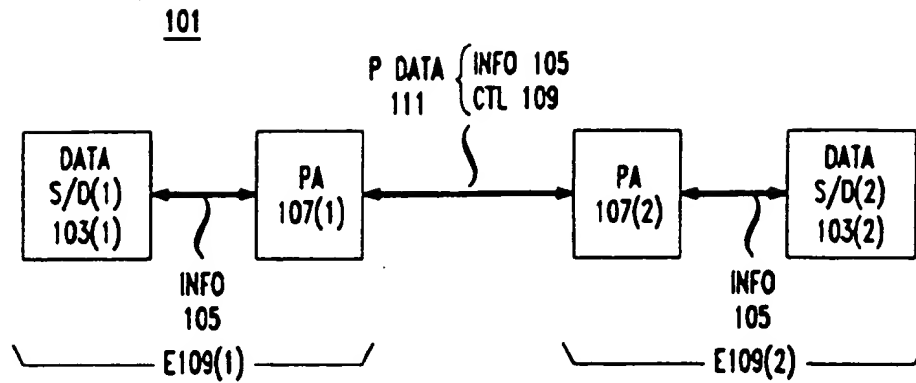 101
P DATA
111
INFO 105
CTL 109
DATA
S/D(1)
103(1)
PA
107(1)
PA
107(2)
DATA
S/D(2)
103(2)
INFO
105
INFO
105
E109(1)
E109(2)